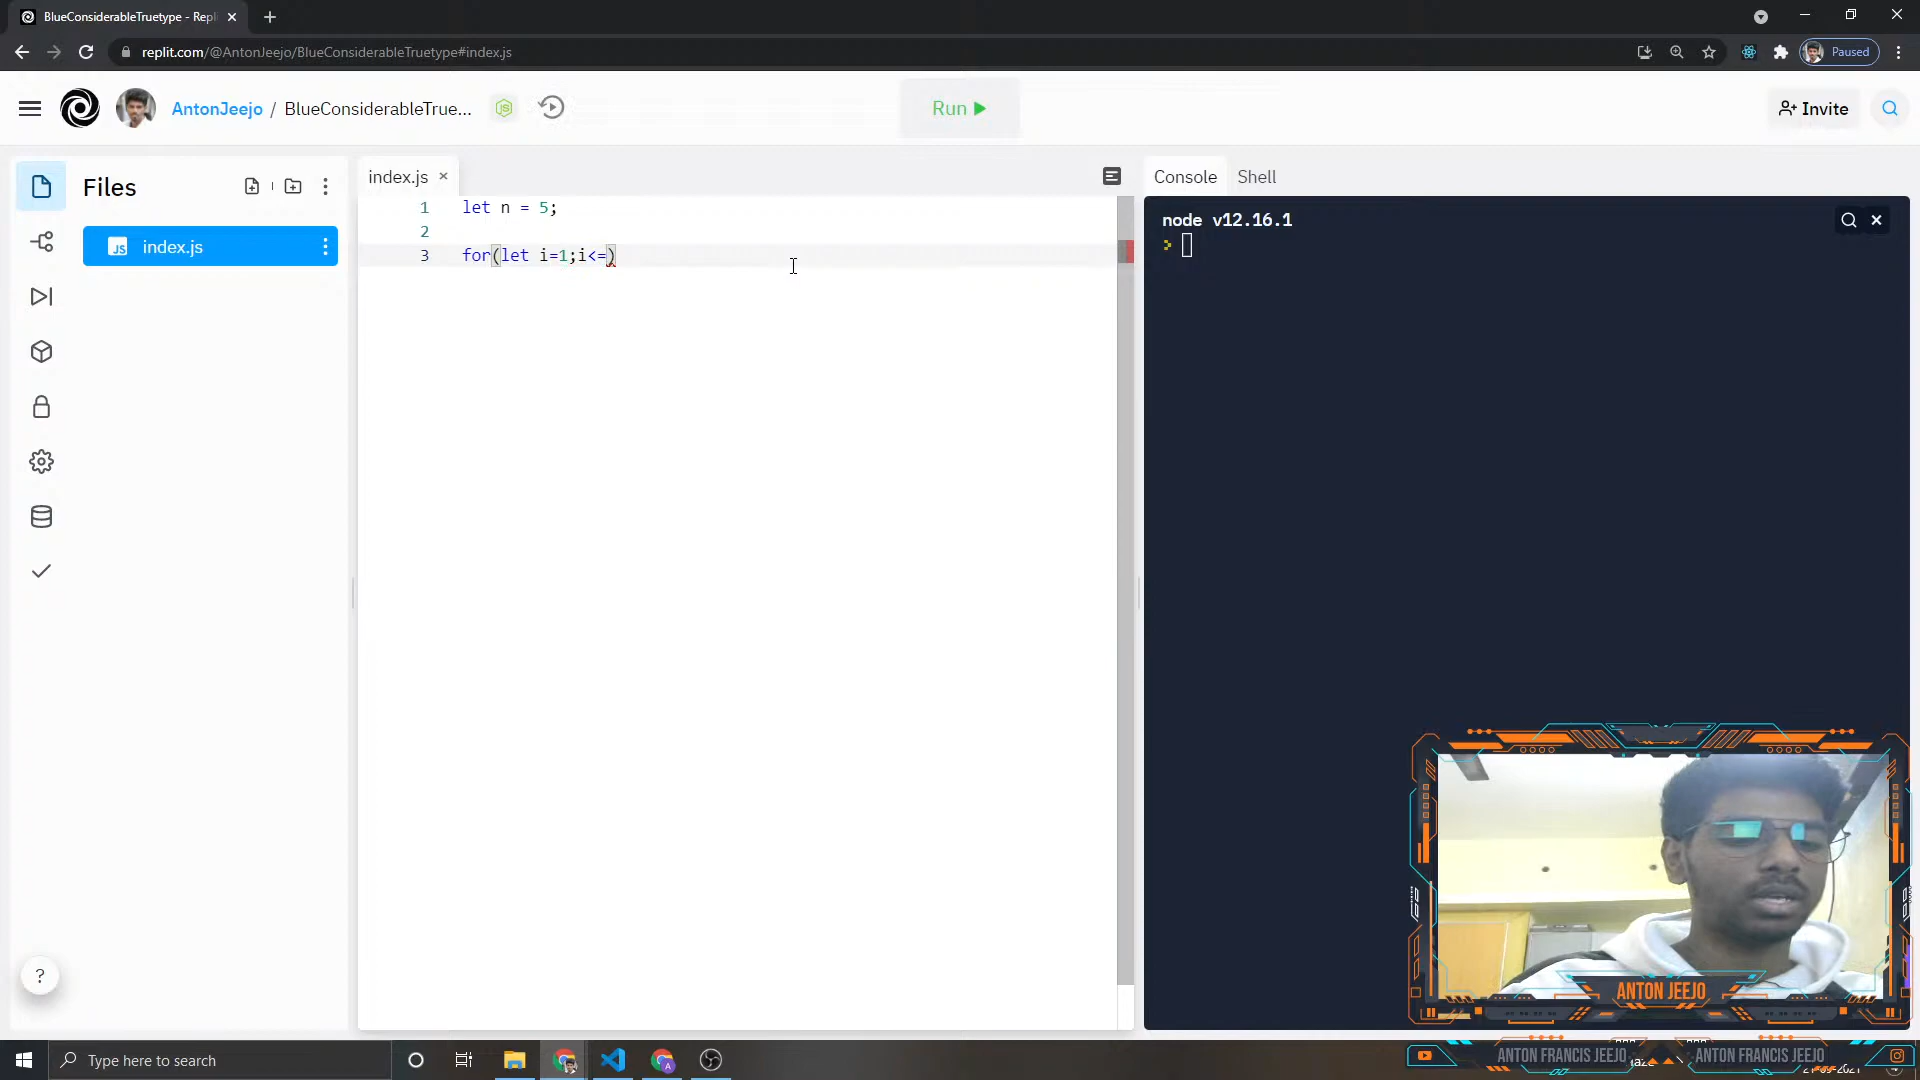 BlueConsiderableTruetype - Repli
replit.com/@AntonJeejo/BlueConsiderableTruetype#index.js
Paused
AntonJeejo / BlueConsiderableTrue...
Run
Invite
Files
index.js
index.js
Console
Shell
1 let n = 5;
2
3 for(let i=1;i<=)
node v12.16.1
>
?
ANTON JEEJO
Type here to search
ANTON FRANCIS JEEJO
ANTON FRANCIS JEEJO